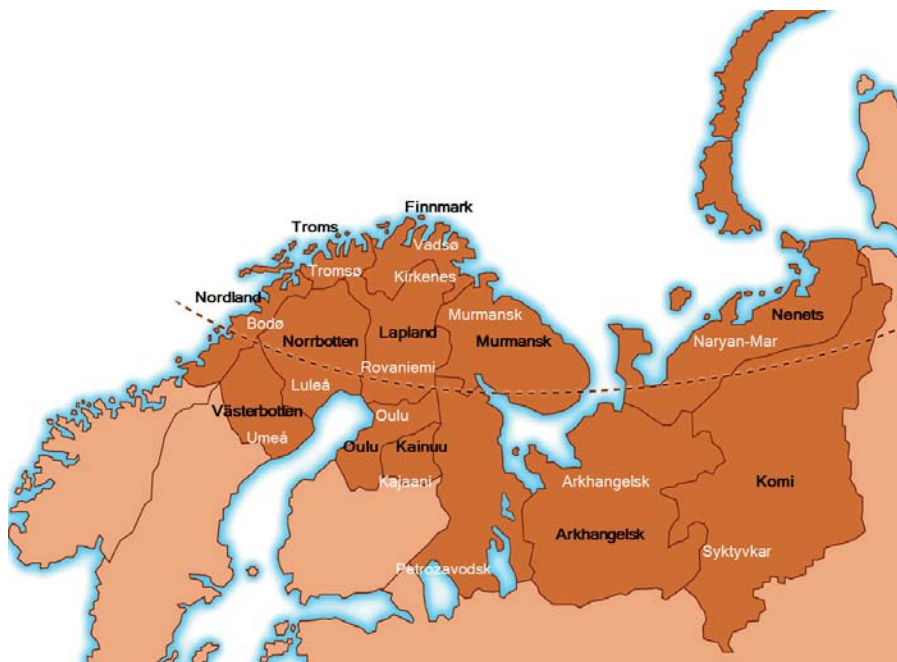 Finnmark
Troms
Vadsø
Tromsø
Kirkenes
Nordland
Murmansk
Nenets
Bodø
Norrbotten
Lapland
Murmansk
Naryan-Mar
Rovaniemi
Luleå
Västerbotten
Oulu
Umeå
Oulu
Kainuu
Kajaani
Arkhangelsk
Komi
Arkhangelsk
Syktyvkar
Petrozavodsk